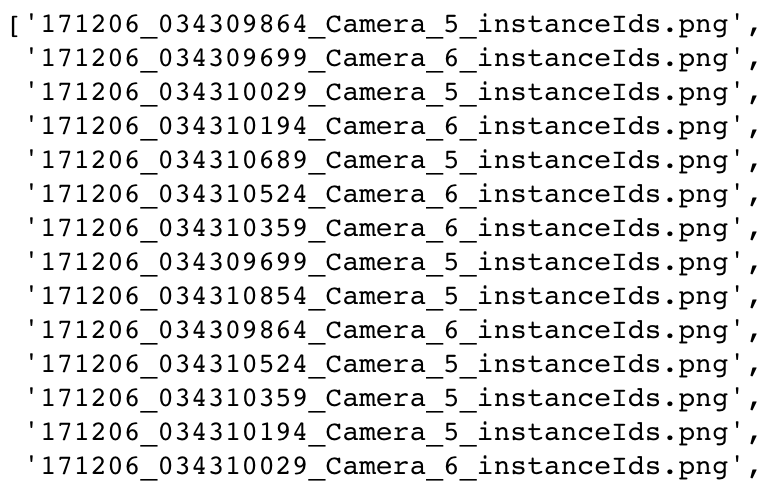 ['171206_034309864_Camera_5_instanceIds.png',
'171206_034309699_Camera_6_instanceIds.png',
'171206_034310029_Camera_5_instanceIds.png',
'171206_034310194_Camera_6_instanceIds.png',
'171206_034310689_Camera_5_instanceIds.png',
'171206_034310524_Camera_6_instanceIds.png',
'171206_034310359_Camera_6_instanceIds.png',
'171206_034309699_Camera_5_instanceIds.png',
'171206_034310854_Camera_5_instanceIds.png',
'171206_034309864_Camera_6_instanceIds.png',
'171206_034310524_Camera_5_instanceIds.png',
'171206_034310359_Camera_5_instanceIds.png',
'171206_034310194_Camera_5_instanceIds.png',
'171206_034310029_Camera_6_instanceIds.png',